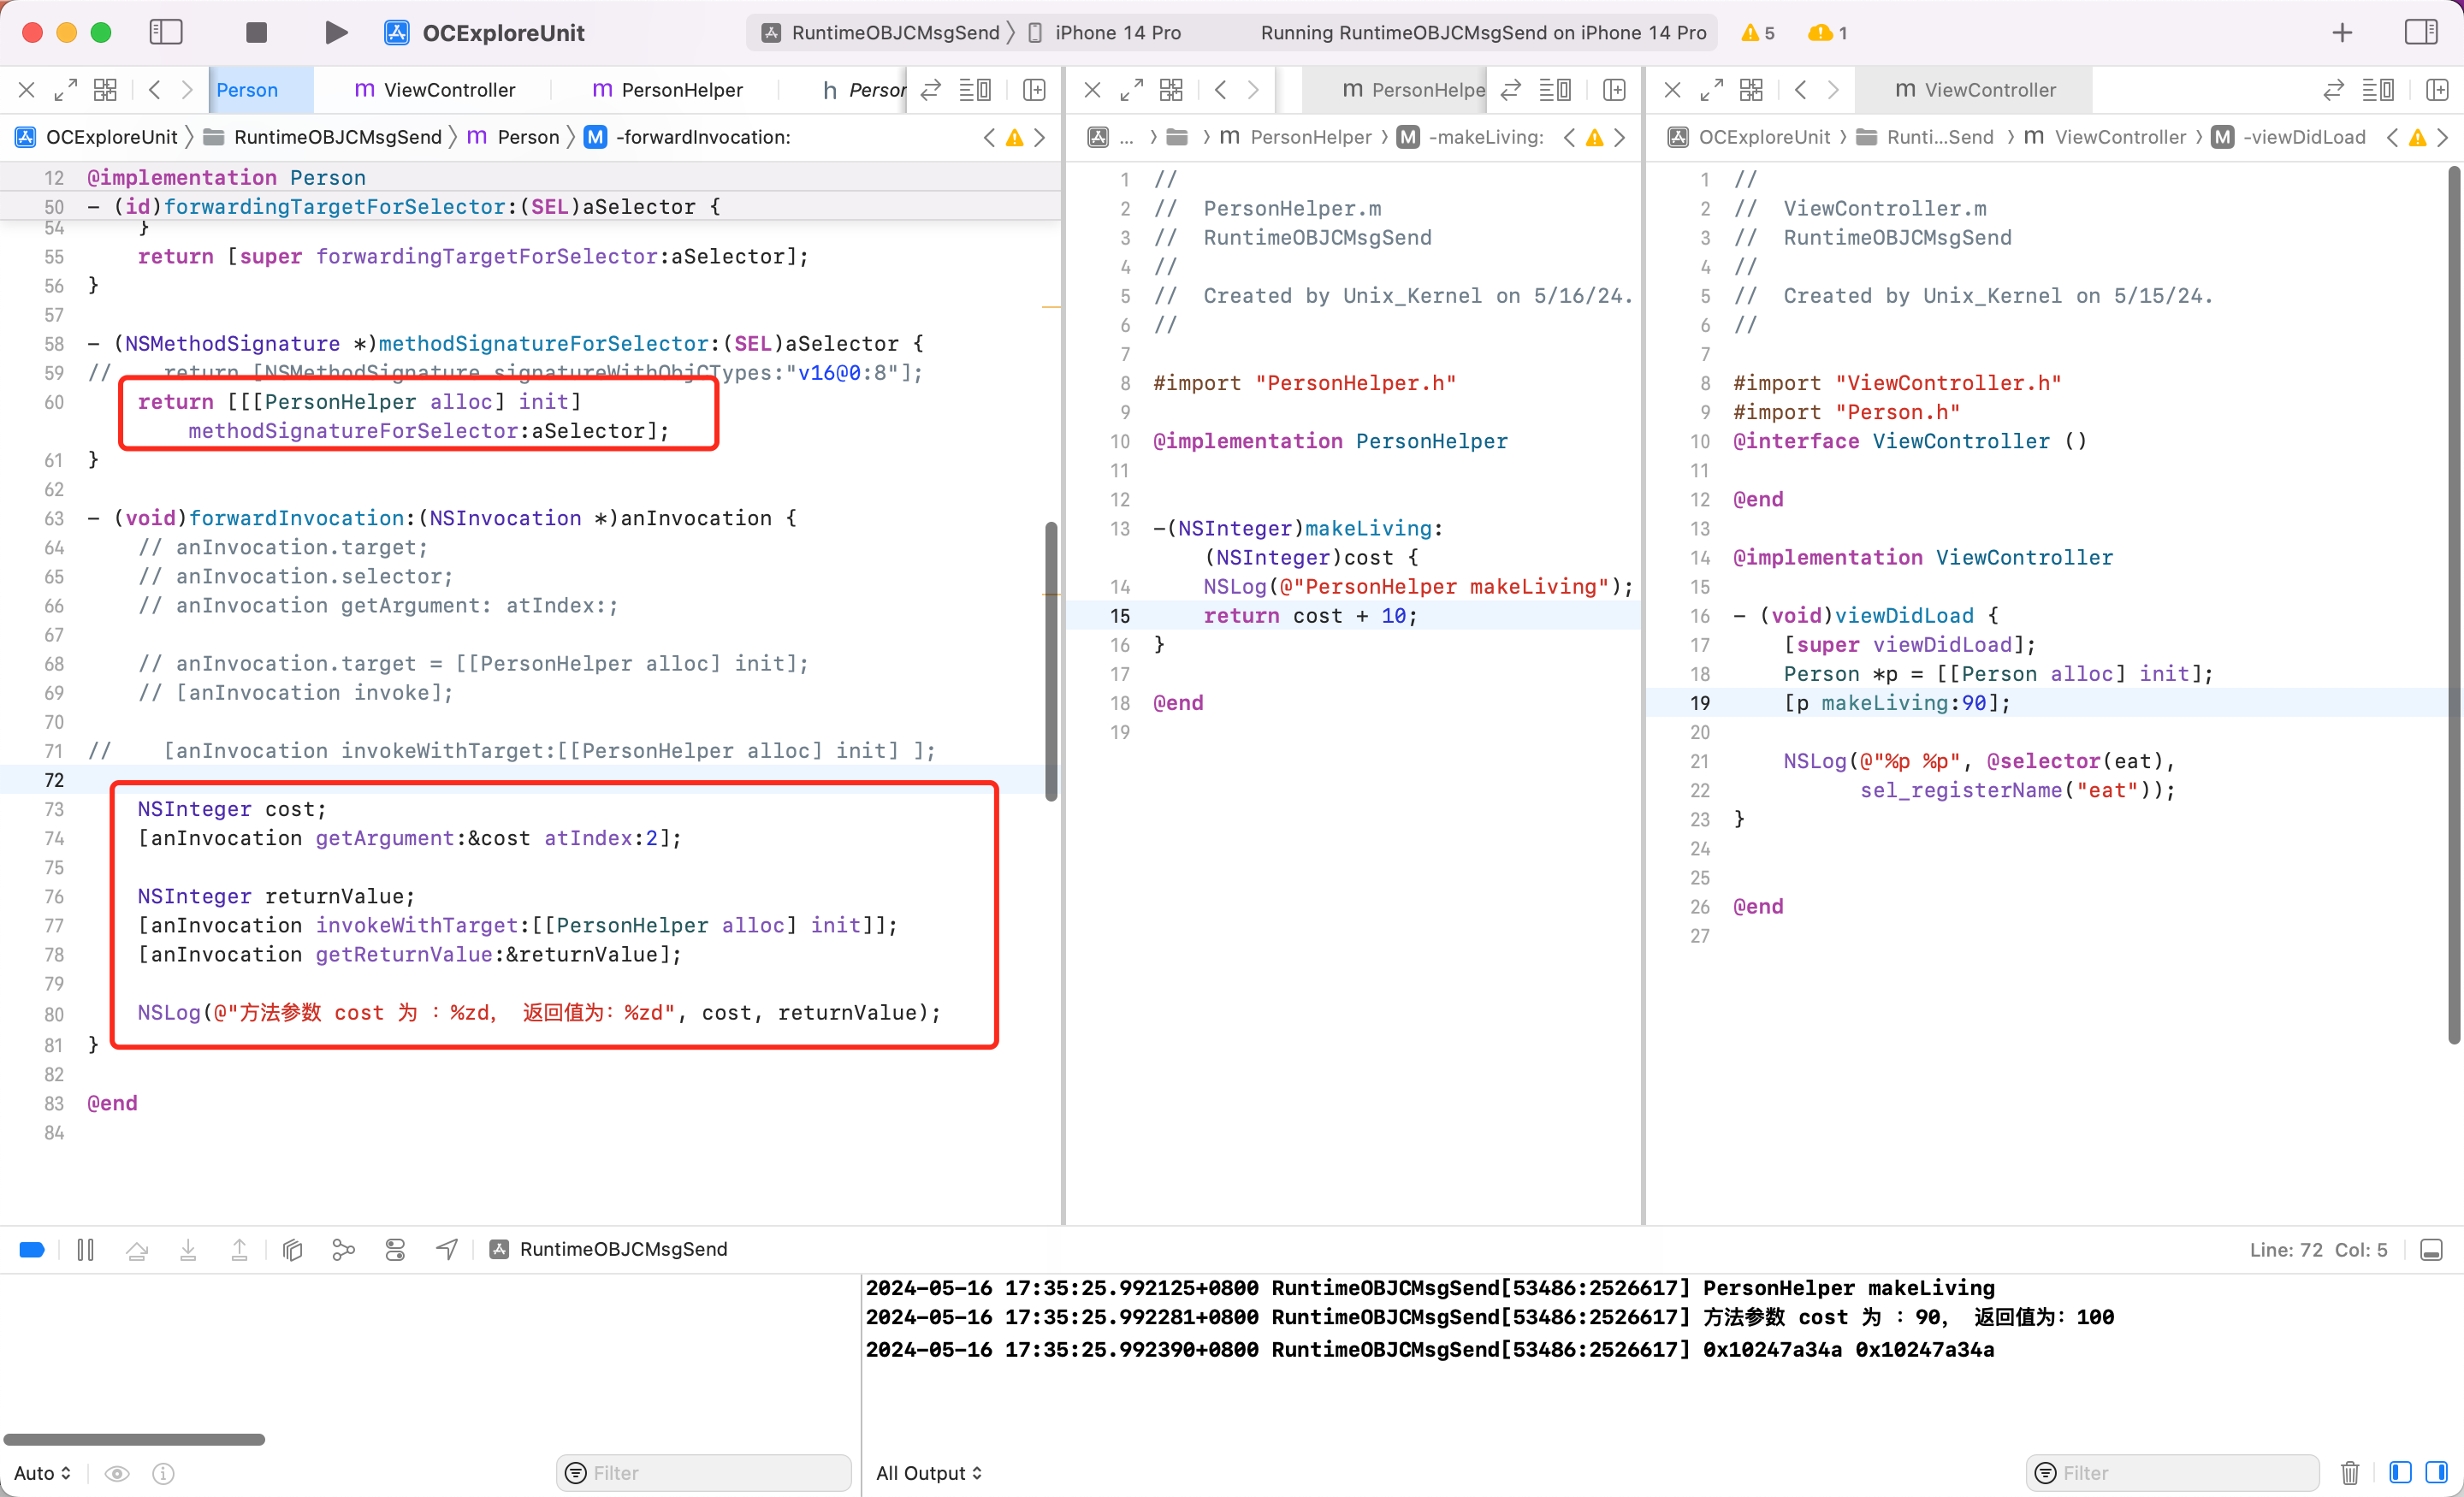 OCExploreUnit
RuntimeOBJCMsgSend 〉 iPhone 14 Pro
Running RuntimeOBJCMsgSend on iPhone 14 Pro
5
1
Person
m ViewController
m PersonHelper
h Person
m PersonHelpe
m ViewController
OCExploreUnit 〉 RuntimeOBJCMsgSend 〉 m Person 〉 M -forwardInvocation:
... 〉 〉 m PersonHelper 〉 M -makeLiving:
OCExploreUnit 〉 Runti...Send 〉 m ViewController 〉 M -viewDidLoad
12 @implementation Person
50 - (id)forwardingTargetForSelector:(SEL)aSelector {
54     }
55     return [super forwardingTargetForSelector:aSelector];
56 }
57
58 - (NSMethodSignature *)methodSignatureForSelector:(SEL)aSelector {
59 //    return [NSMethodSignature signatureWithObjCTypes:"v16@0:8"];
60     return [[[PersonHelper alloc] init]
        methodSignatureForSelector:aSelector];
61 }
62
63 - (void)forwardInvocation:(NSInvocation *)anInvocation {
64     // anInvocation.target;
65     // anInvocation.selector;
66     // anInvocation getArgument: atIndex:;
67
68     // anInvocation.target = [[PersonHelper alloc] init];
69     // [anInvocation invoke];
70
71 //    [anInvocation invokeWithTarget:[[PersonHelper alloc] init] ];
72
73     NSInteger cost;
74     [anInvocation getArgument:&cost atIndex:2];
75
76     NSInteger returnValue;
77     [anInvocation invokeWithTarget:[[PersonHelper alloc] init]];
78     [anInvocation getReturnValue:&returnValue];
79
80     NSLog(@"方法参数 cost 为 ：%zd， 返回值为：%zd", cost, returnValue);
81 }
82
83 @end
84
1 //
2 //  PersonHelper.m
3 //  RuntimeOBJCMsgSend
4 //
5 //  Created by Unix_Kernel on 5/16/24.
6 //
7
8 #import "PersonHelper.h"
9
10 @implementation PersonHelper
11
12
13 -(NSInteger)makeLiving:
    (NSInteger)cost {
14     NSLog(@"PersonHelper makeLiving");
15     return cost + 10;
16 }
17
18 @end
19
1 //
2 //  ViewController.m
3 //  RuntimeOBJCMsgSend
4 //
5 //  Created by Unix_Kernel on 5/15/24.
6 //
7
8 #import "ViewController.h"
9 #import "Person.h"
10 @interface ViewController ()
11
12 @end
13
14 @implementation ViewController
15
16 - (void)viewDidLoad {
17     [super viewDidLoad];
18     Person *p = [[Person alloc] init];
19     [p makeLiving:90];
20
21     NSLog(@"%p %p", @selector(eat),
22           sel_registerName("eat"));
23 }
24
25
26 @end
27
RuntimeOBJCMsgSend
Line: 72 Col: 5
2024-05-16 17:35:25.992125+0800 RuntimeOBJCMsgSend[53486:2526617] PersonHelper makeLiving
2024-05-16 17:35:25.992281+0800 RuntimeOBJCMsgSend[53486:2526617] 方法参数 cost 为 ：90， 返回值为：100
2024-05-16 17:35:25.992390+0800 RuntimeOBJCMsgSend[53486:2526617] 0x10247a34a 0x10247a34a
Auto
Filter
All Output
Filter